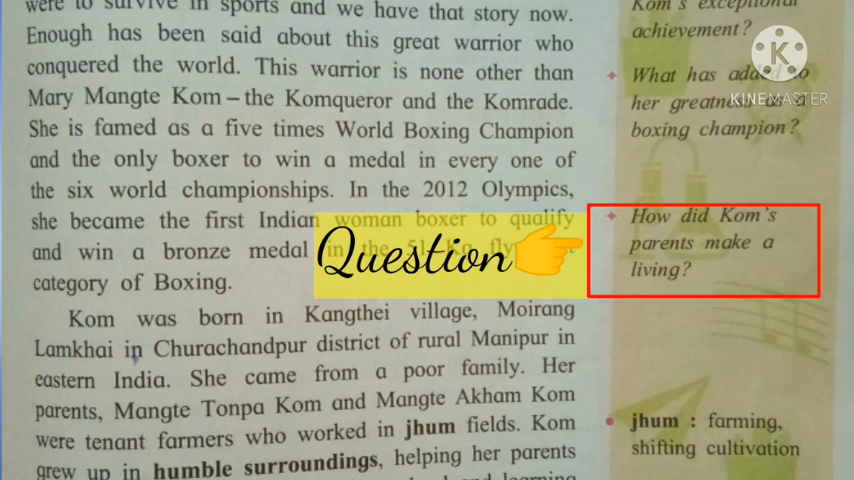 were to survive in sports and we have that story now.
Enough has been said about this great warrior who
conquered the world. This warrior is none other than
Mary Mangte Kom – the Komqueror and the Komrade.
She is famed as a five times World Boxing Champion
and the only boxer to win a medal in every one of
the six world championships. In the 2012 Olympics,
she became the first Indian woman boxer to qualify
and win a bronze medal in the 51
category of Boxing.
Kom was born in Kangthei village, Moirang
Lamkhai in Churachandpur district of rural Manipur in
eastern India. She came from a poor family. Her
parents, Mangte Tonpa Kom and Mangte Akham Kom
were tenant farmers who worked in jhum fields. Kom
grew up in humble surroundings, helping her parents
and learning
Question
Kom's exceptional
achievement?
What has added to
her greatness
boxing champion?
How did Kom's
parents make a
living?
jhum : farming,
shifting cultivation
K
KINEMASTER